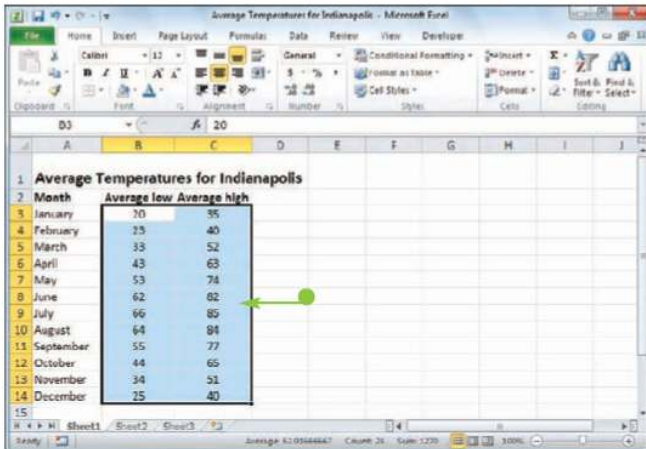 Average Temperatures for Indianapolis - Microsoft Excel
File Home Insert Page Layout Formulas Data Review View Developer
Calibri 12 General Conditional Formatting Insert
B I U A A $ % , Format as Table Delete
Paste Cell Styles Format Sort & Filter Find & Select
Clipboard Font Alignment Number Styles Cells Editing
B3 fx 20
A B C D E F G H I J
1 Average Temperatures for Indianapolis
2 Month Average low Average high
3 January 20 35
4 February 23 40
5 March 33 52
6 April 43 63
7 May 53 74
8 June 62 82
9 July 66 85
10 August 64 84
11 September 55 77
12 October 44 65
13 November 34 51
14 December 25 40
15
Sheet1 Sheet2 Sheet3
Ready Average: Count: Sum: 100%